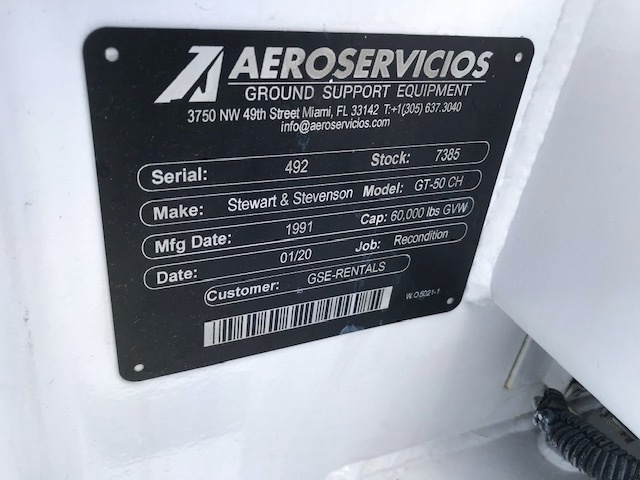 AEROSERVICIOS
GROUND SUPPORT EQUIPMENT
3750 NW 49th Street Miami, FL 33142 T:+1(305) 637.3040
info@aeroservicios.com
Serial: 492 Stock: 7385
Make: Stewart & Stevenson Model: GT-50 CH
Mfg Date: 1991 Cap: 60,000 lbs GVW
Date: 01/20 Job: Recondition
Customer: GSE-RENTALS
W.O.5021-1